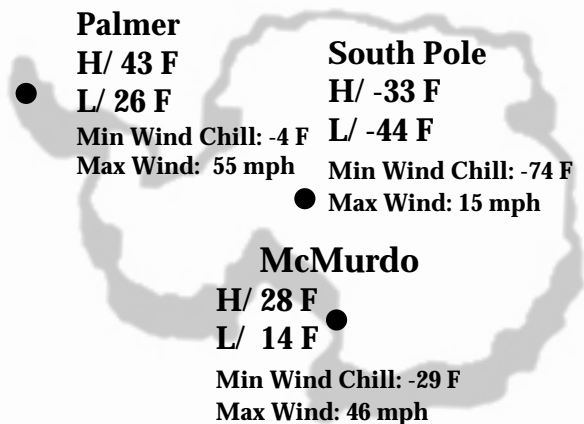 Palmer
H/ 43 F
L/ 26 F
Min Wind Chill: -4 F
Max Wind: 55 mph
South Pole
H/ -33 F
L/ -44 F
Min Wind Chill: -74 F
Max Wind: 15 mph
McMurdo
H/ 28 F
L/ 14 F
Min Wind Chill: -29 F
Max Wind: 46 mph